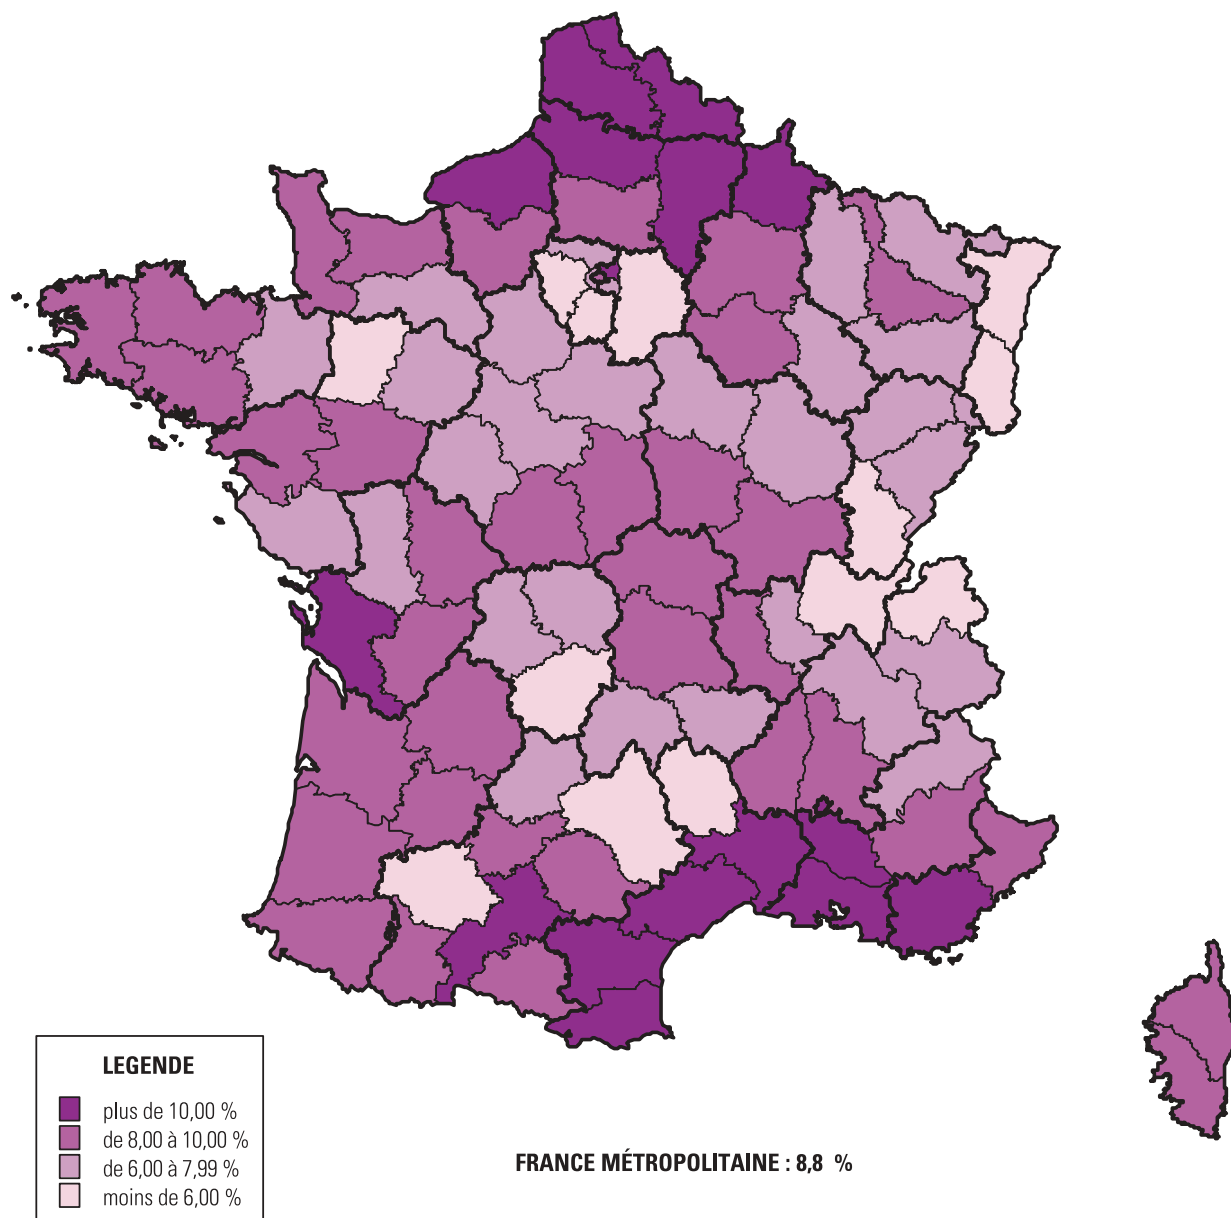 LEGENDE
plus de 10,00 %
de 8,00 à 10,00 %
de 6,00 à 7,99 %
moins de 6,00 %
FRANCE MÉTROPOLITAINE : 8,8 %